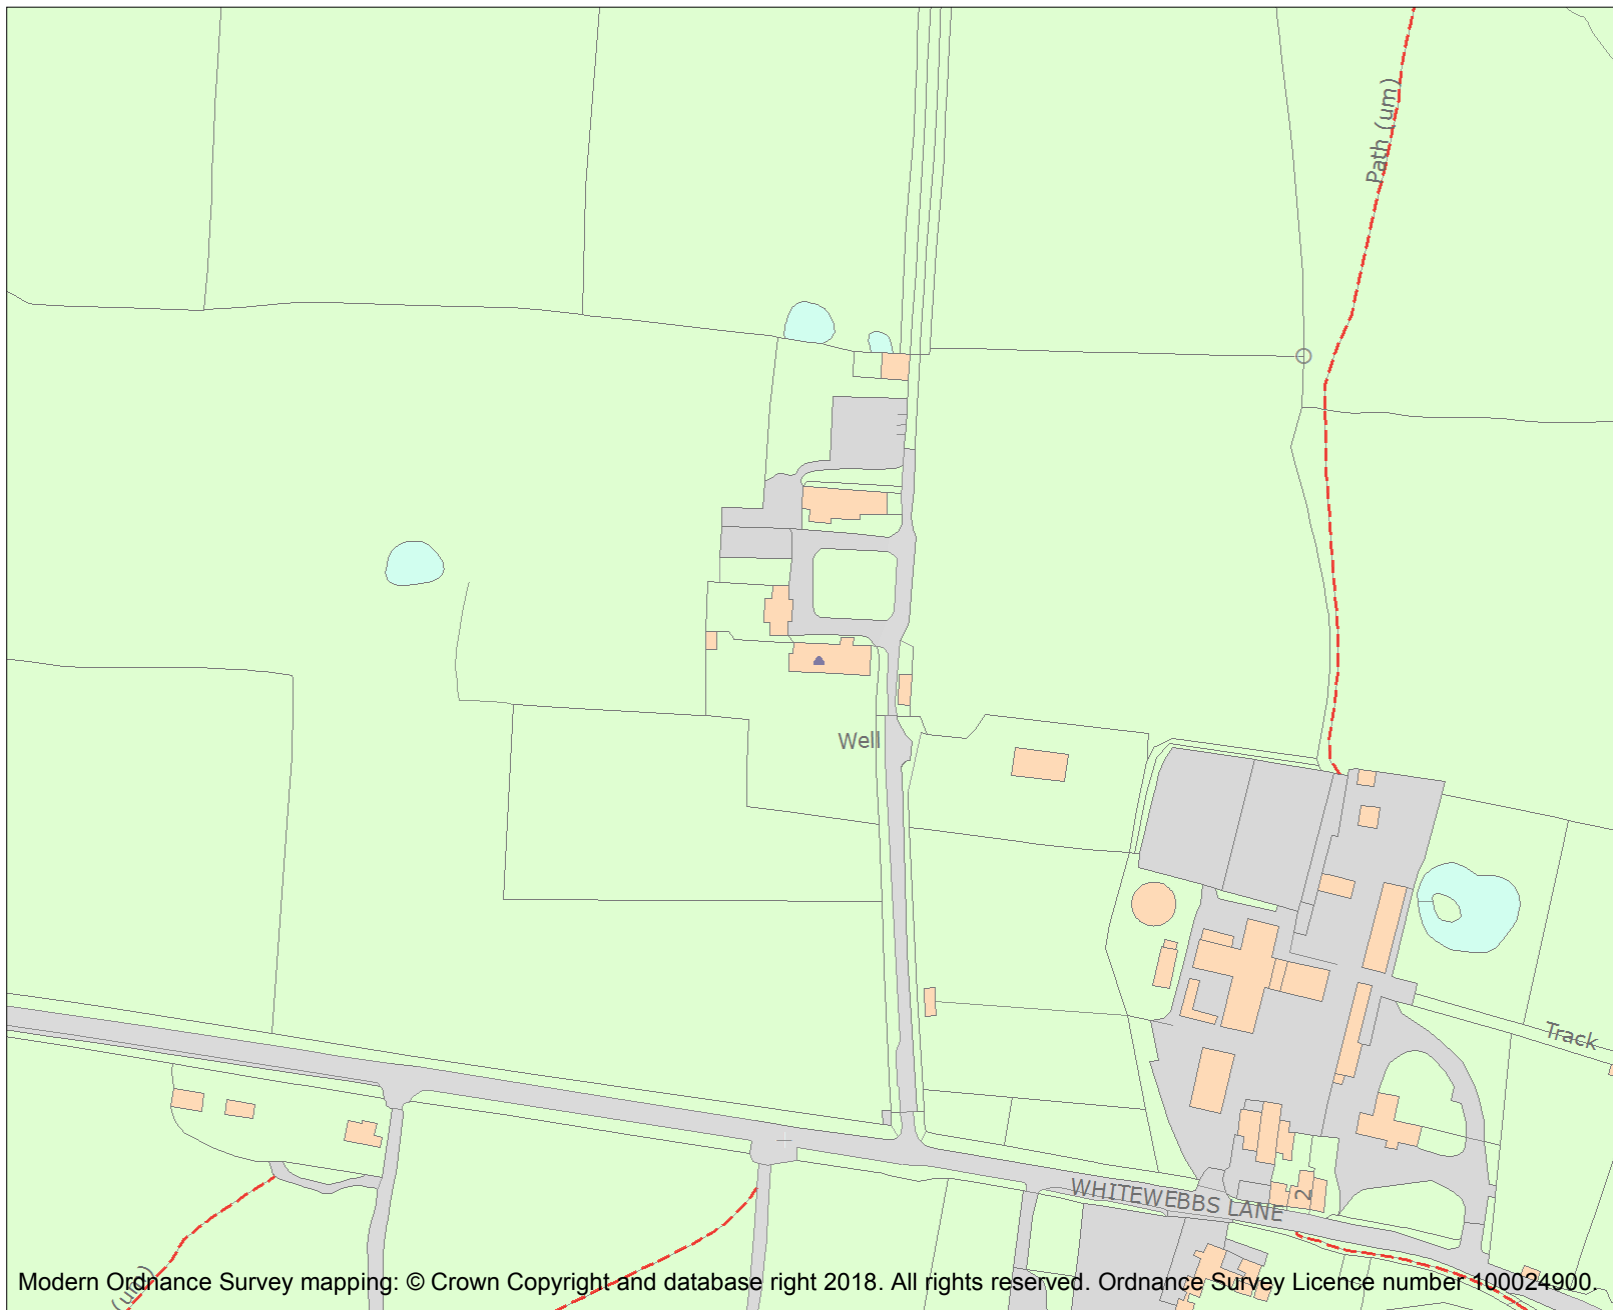 Path (um)
Well
Track
WHITEWEBBS LANE
2
(um)
Modern Ordnance Survey mapping: © Crown Copyright and database right 2018. All rights reserved. Ordnance Survey Licence number 100024900.